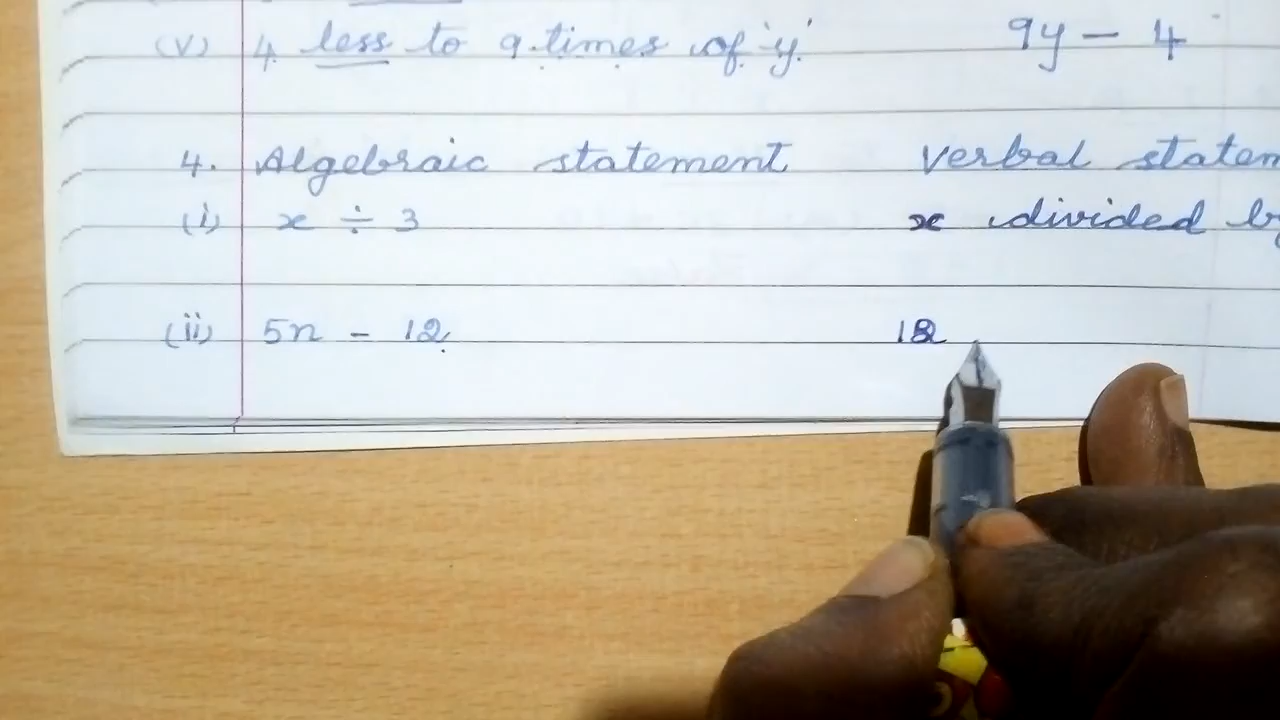 (v) 4 less to 9 times of 'y' 9y - 4
4. Algebraic statement Verbal statem
(i) x ÷ 3 x divided by
(ii) 5n - 12 12